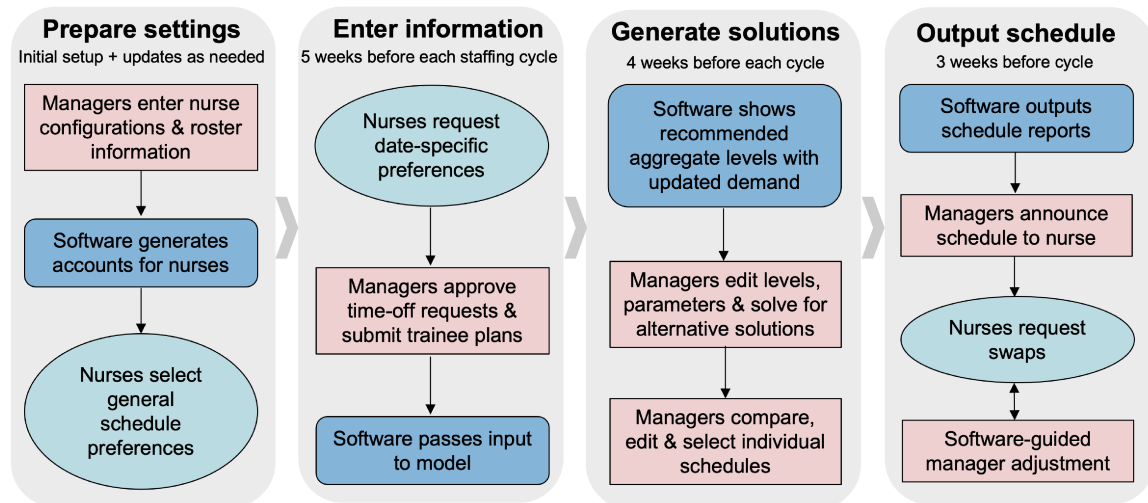 Prepare settings
Initial setup + updates as needed
Managers enter nurse
configurations & roster
information
Software generates
accounts for nurses
Nurses select
general
schedule
preferences
Enter information
5 weeks before each staffing cycle
Nurses request
date-specific
preferences
Managers approve
time-off requests &
submit trainee plans
Software passes input
to model
Generate solutions
4 weeks before each cycle
Software shows
recommended
aggregate levels with
updated demand
Managers edit levels,
parameters & solve for
alternative solutions
Managers compare,
edit & select individual
schedules
Output schedule
3 weeks before cycle
Software outputs
schedule reports
Managers announce
schedule to nurse
Nurses request
swaps
Software-guided
manager adjustment